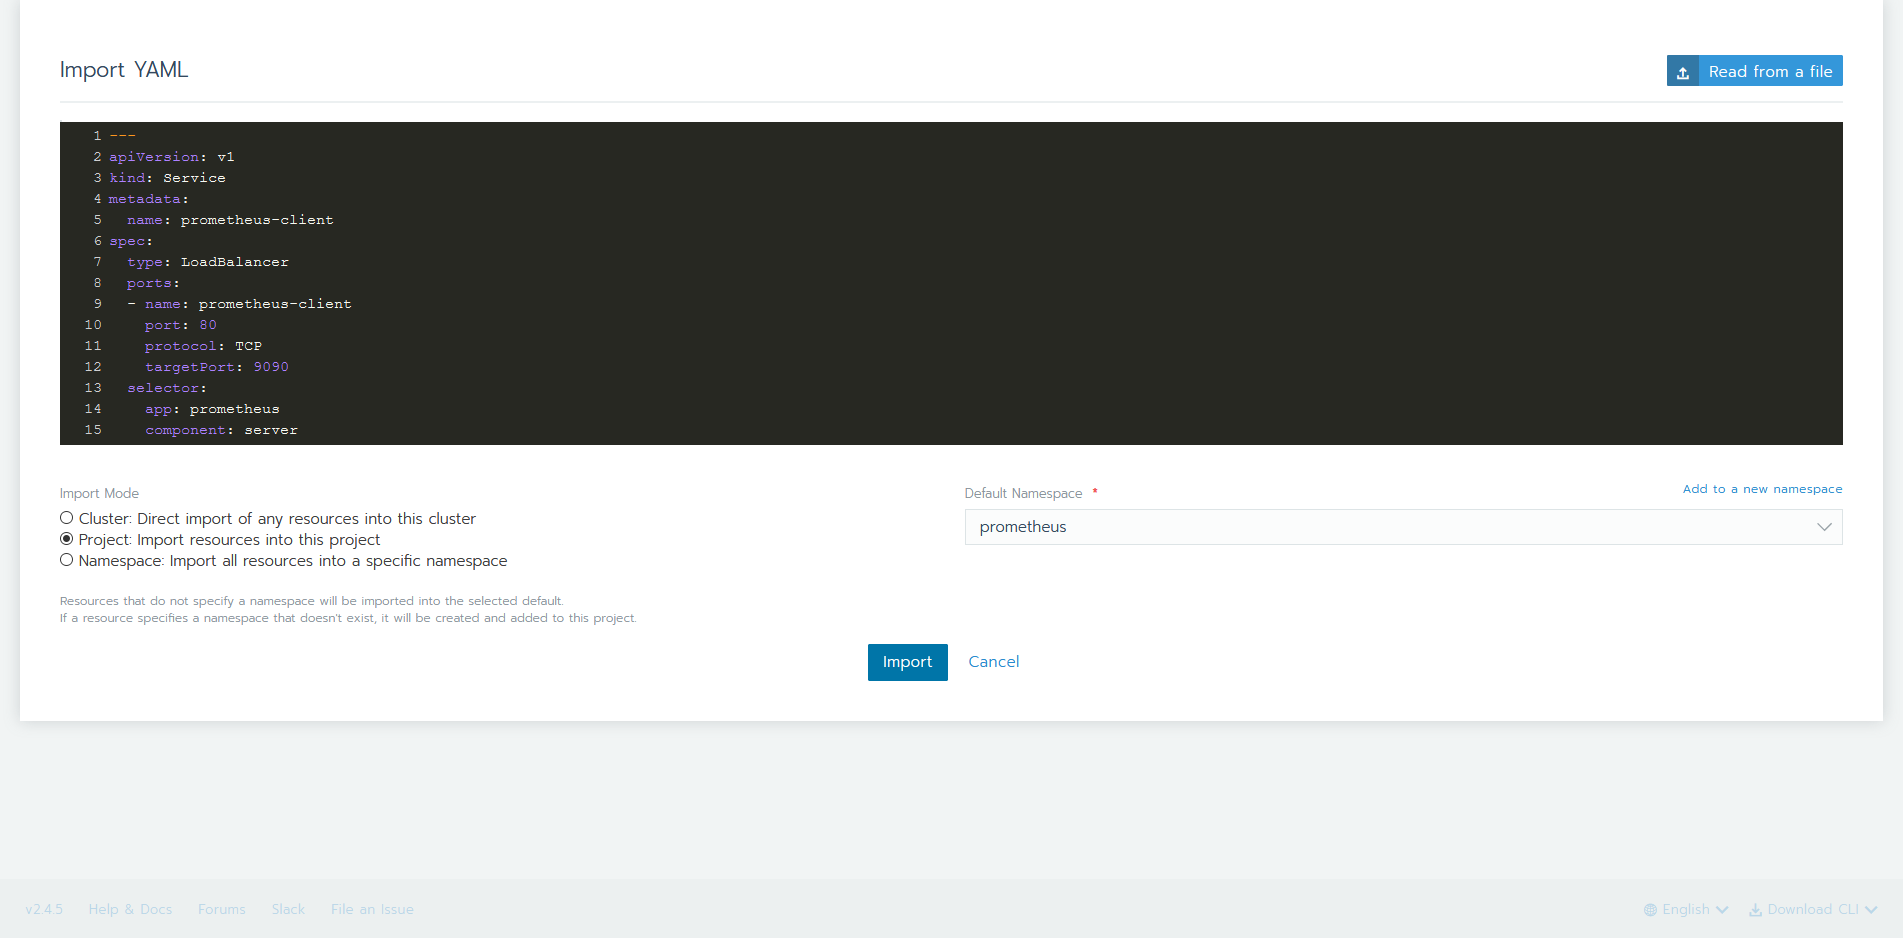 Import YAML
Read from a file
1 ---
2 apiVersion: v1
3 kind: Service
4 metadata:
5   name: prometheus-client
6 spec:
7   type: LoadBalancer
8   ports:
9   - name: prometheus-client
10     port: 80
11     protocol: TCP
12     targetPort: 9090
13   selector:
14     app: prometheus
15     component: server
Import Mode
Cluster: Direct import of any resources into this cluster
Project: Import resources into this project
Namespace: Import all resources into a specific namespace
Resources that do not specify a namespace will be imported into the selected default.
If a resource specifies a namespace that doesn't exist, it will be created and added to this project.
Default Namespace *
Add to a new namespace
prometheus
Import Cancel
v2.4.5 Help & Docs Forums Slack File an Issue English Download CLI